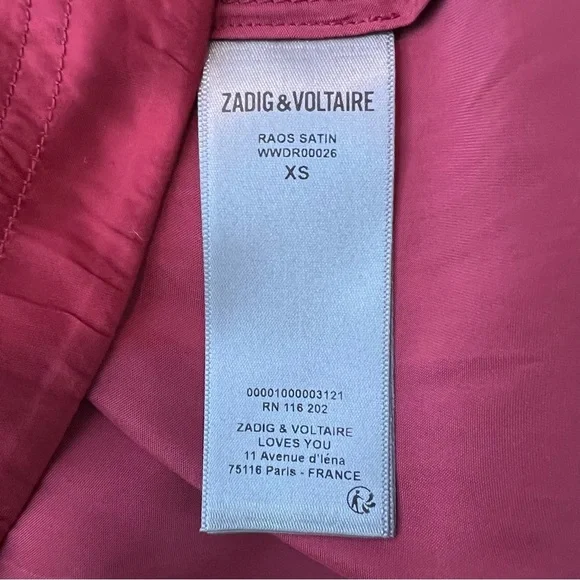 ZADIG & VOLTAIRE
RAOS SATIN
WWDR00026
XS
00001000003121
RN 116 202
ZADIG & VOLTAIRE
LOVES YOU
11 Avenue d'Iéna
75116 Paris - FRANCE